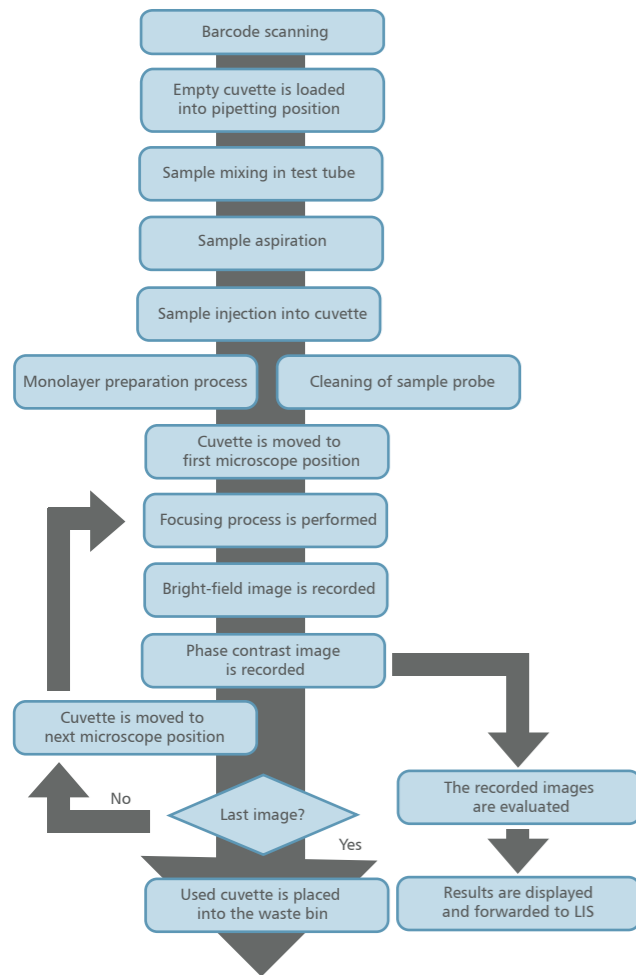 Barcode scanning
Empty cuvette is loaded
into pipetting position
Sample mixing in test tube
Sample aspiration
Sample injection into cuvette
Monolayer preparation process
Cleaning of sample probe
Cuvette is moved to
first microscope position
Focusing process is performed
Bright-field image is recorded
Phase contrast image
is recorded
Cuvette is moved to
next microscope position
No
Last image?
Yes
The recorded images
are evaluated
Used cuvette is placed
into the waste bin
Results are displayed
and forwarded to LIS